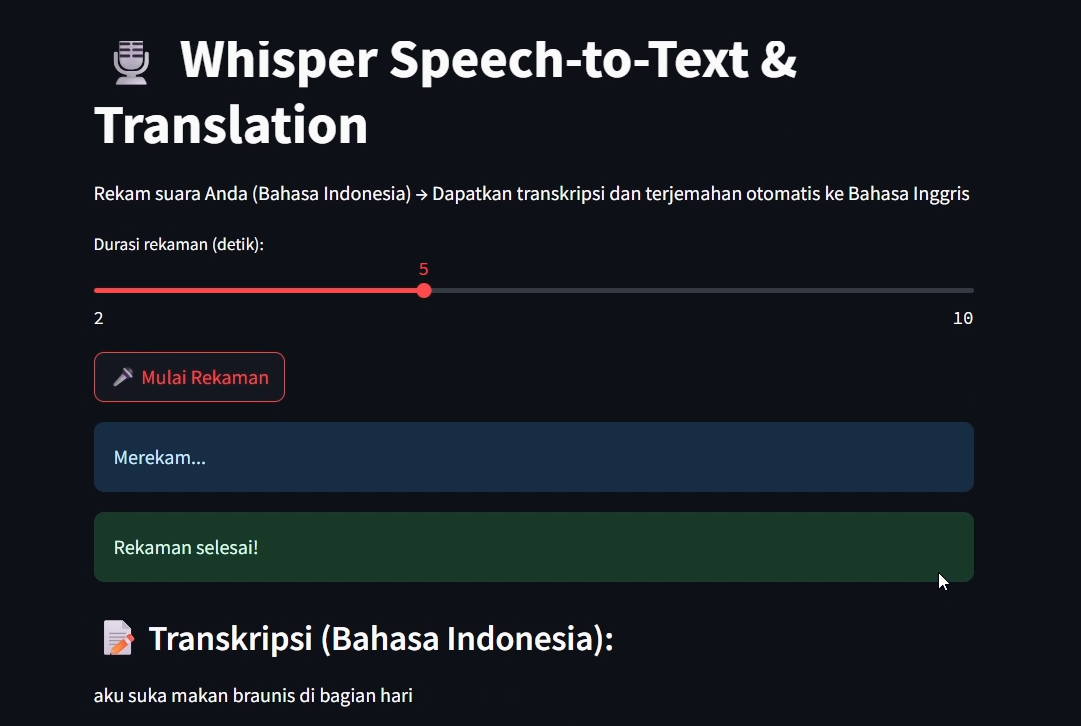 Whisper Speech-to-Text &
Translation
Rekam suara Anda (Bahasa Indonesia) → Dapatkan transkripsi dan terjemahan otomatis ke Bahasa Inggris
Durasi rekaman (detik):
5
2 10
Mulai Rekaman
Merekam...
Rekaman selesai!
Transkripsi (Bahasa Indonesia):
aku suka makan braunis di bagian hari